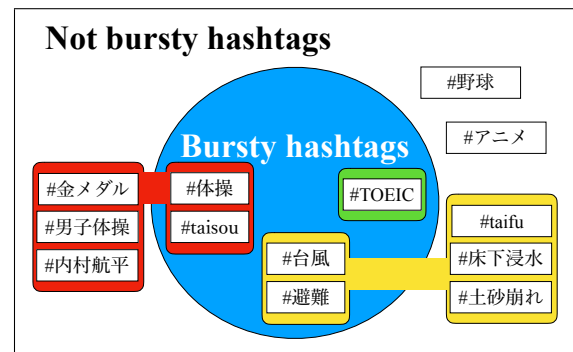 Not bursty hashtags
#野球
#アニメ
Bursty hashtags
#金メダル
#男子体操
#内村航平
#体操
#taisou
#TOEIC
#台風
#避難
#taifu
#床下浸水
#土砂崩れ